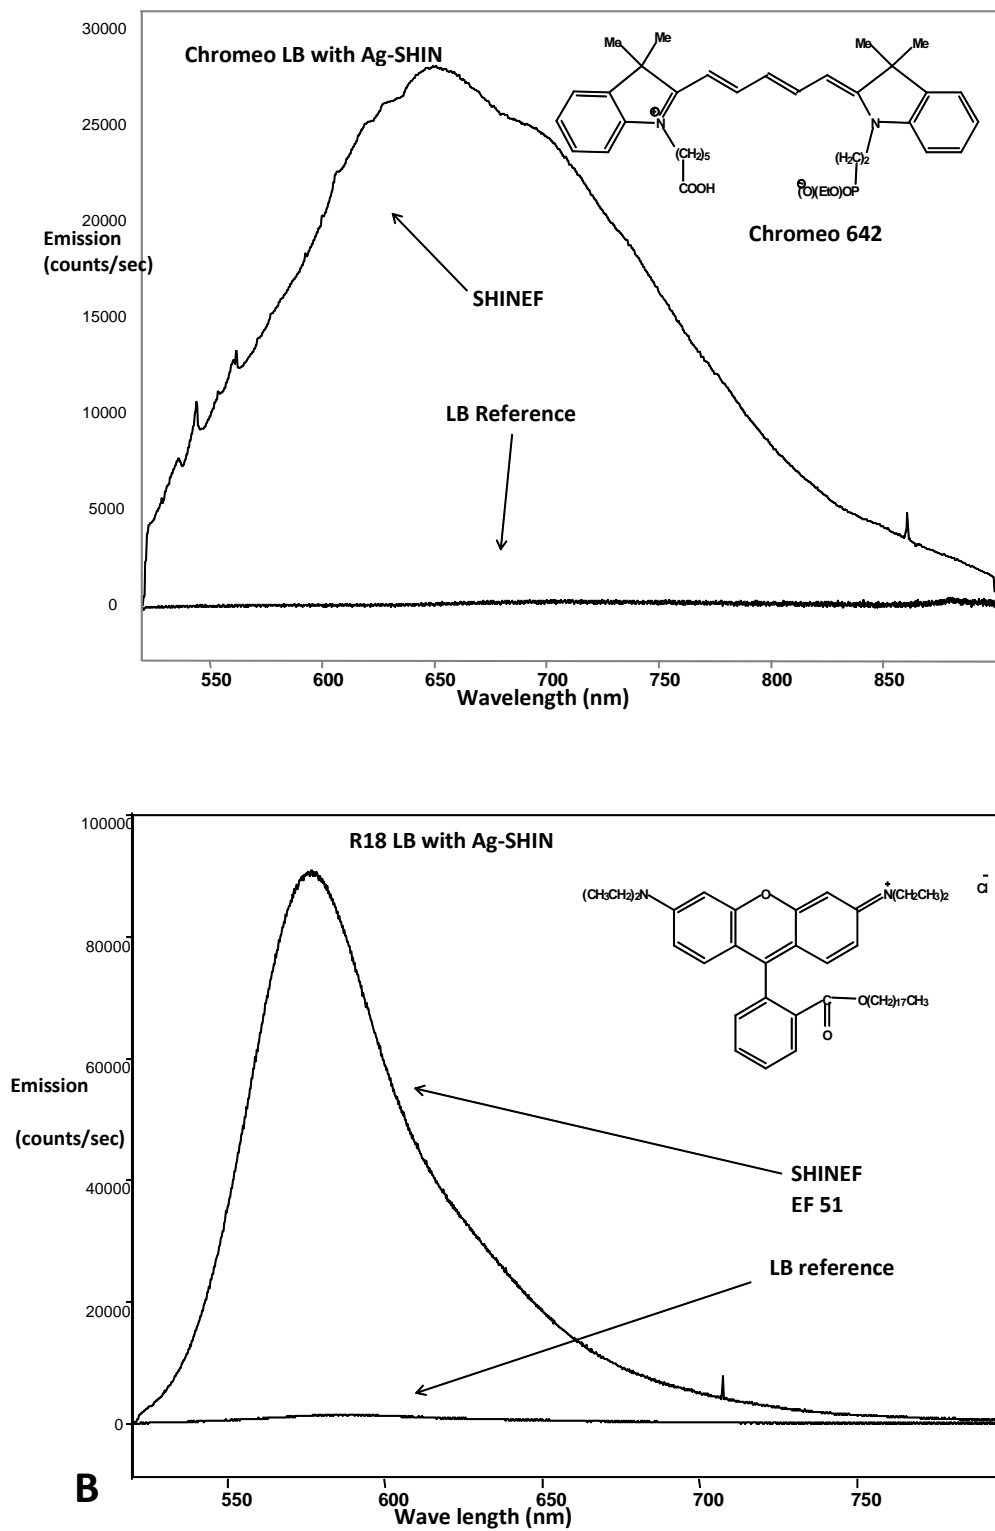 30000
Chromeo LB with Ag-SHIN
Me
Me
Me
Me
25000
N
⊕
N
(CH2)5
(H2C)2
COOH
⊖
(O)(EtO)OP
20000
Chromeo 642
Emission
(counts/sec)
SHINEF
15000
10000
LB Reference
5000
0
550 600 650 700 750 800 850
Wavelength (nm)
100000
R18 LB with Ag-SHIN
(CH3CH2)2N
O
+
N(CH2CH3)2
-
80000
C
O(CH2)17CH3
O
60000
Emission
(counts/sec)
SHINEF
EF 51
40000
LB reference
20000
0
B
550 600 650 700 750
Wave length (nm)